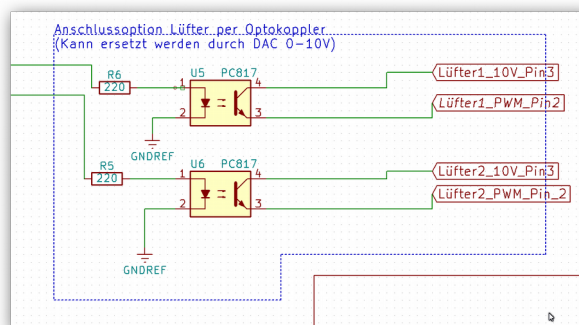 Anschlussoption Lüfter per Optokoppler
(Kann ersetzt werden durch DAC 0-10V)
R6
220
U5 PC817
1
2
4
3
GNDREF
Lüfter1_10V_Pin3
Lüfter1_PWM_Pin2
R5
220
U6 PC817
1
2
4
3
GNDREF
Lüfter2_10V_Pin3
Lüfter2_PWM_Pin_2